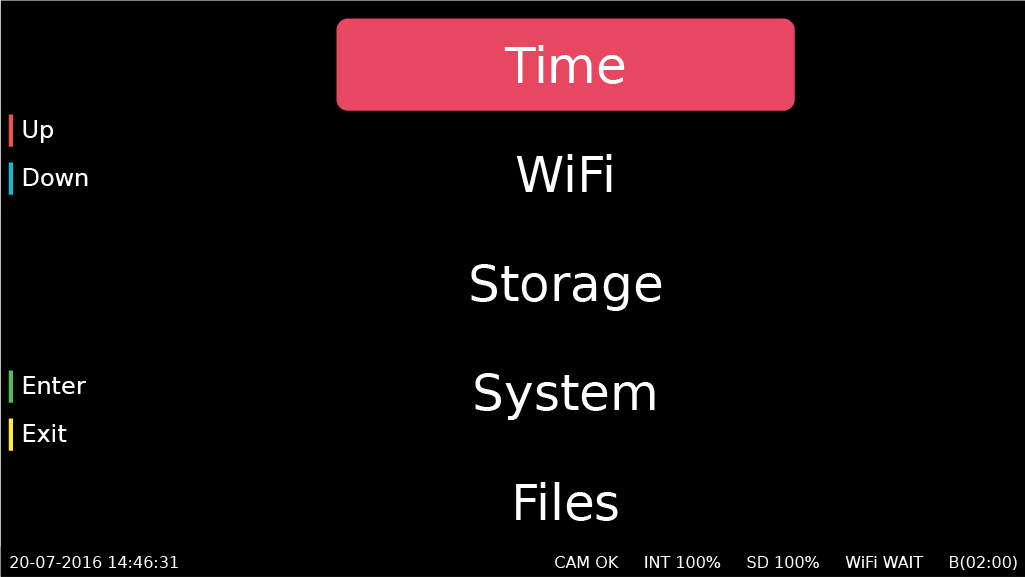 Time
Up
WiFi
Down
Storage
Enter
System
Exit
Files
20-07-2016 14:46:31 CAM OK INT 100% SD 100% WiFi WAIT B(02:00)